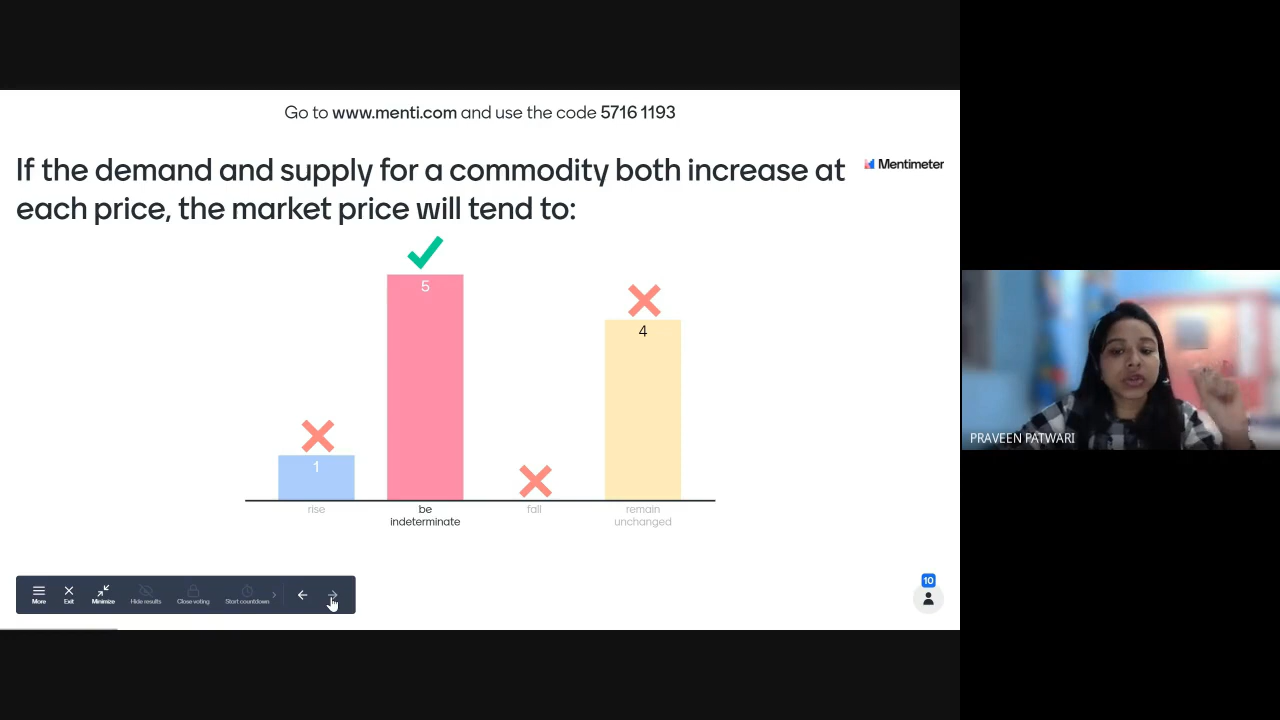 Go to www.menti.com and use the code 5716 1193
If the demand and supply for a commodity both increase at
each price, the market price will tend to:
Mentimeter
5
4
1
rise
be
indeterminate
fall
remain
unchanged
More
Exit
Minimize
Hide results
Close voting
Start countdown
10
PRAVEEN PATWARI